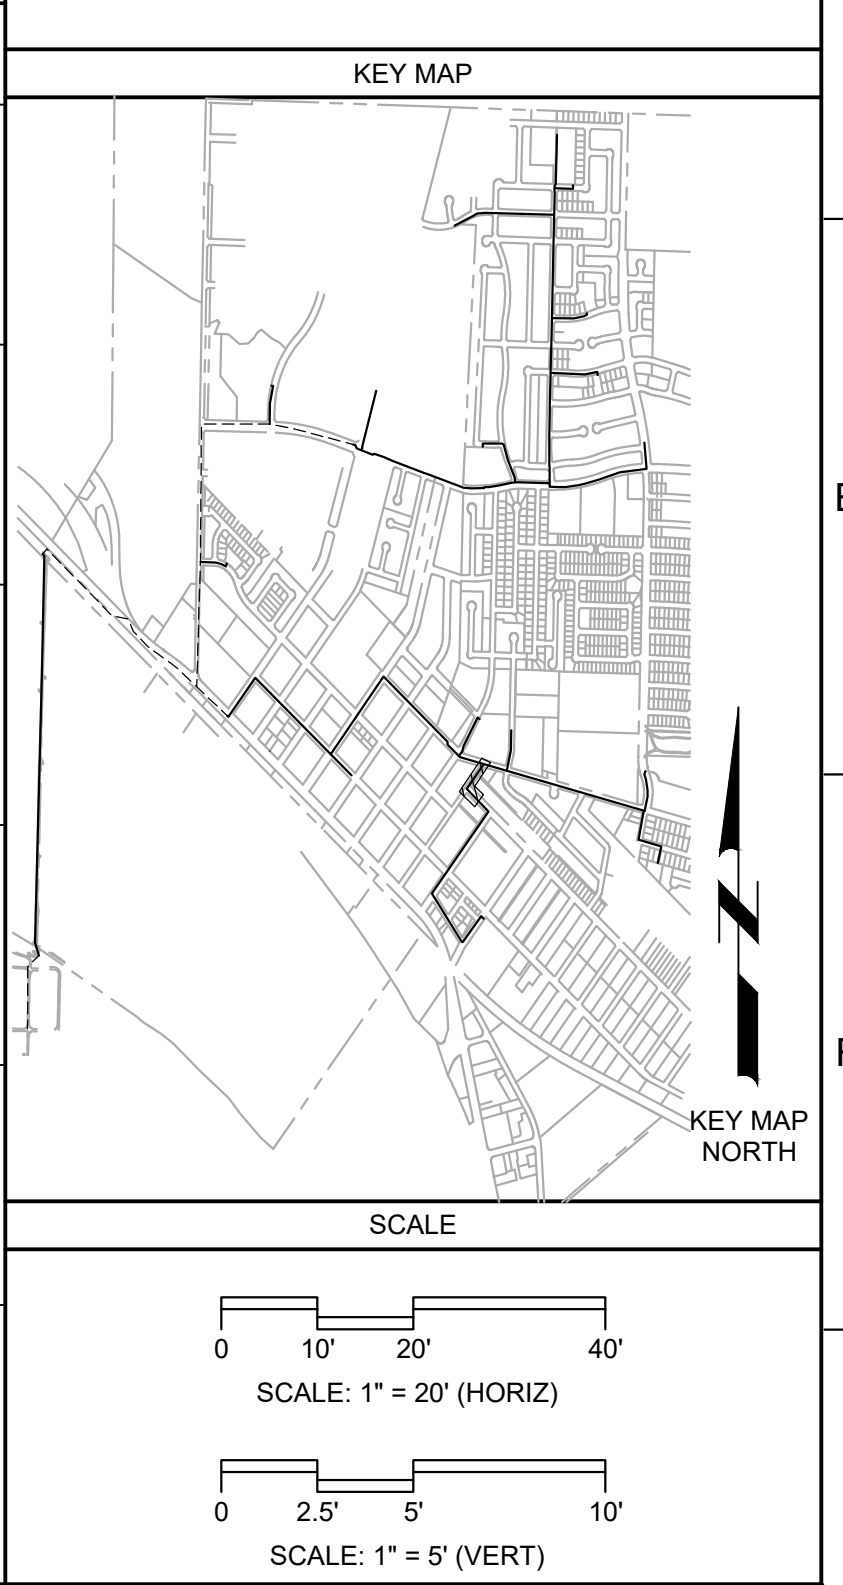 KEY MAP
E
F
KEY MAP
NORTH
SCALE
0 10' 20' 40'
SCALE: 1" = 20' (HORIZ)
0 2.5' 5' 10'
SCALE: 1" = 5' (VERT)